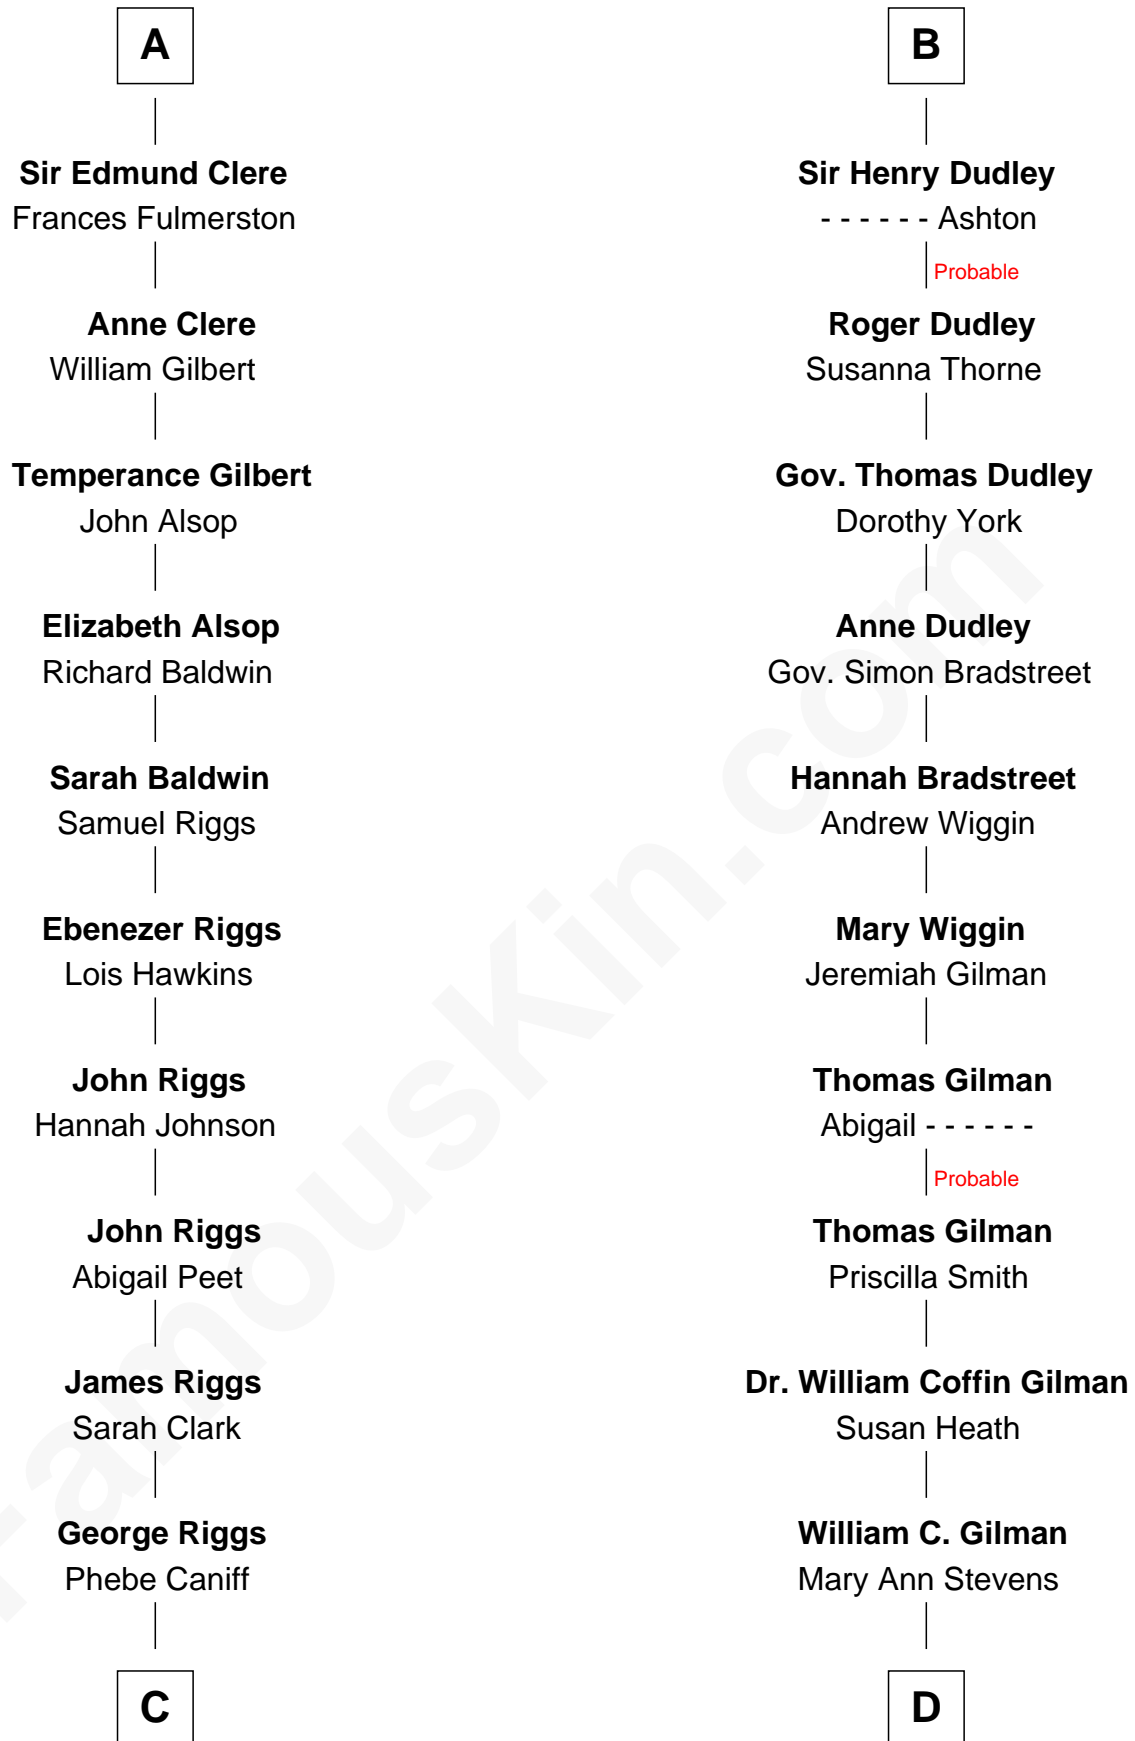 A
Sir Edmund Clere
Frances Fulmerston
Anne Clere
William Gilbert
Temperance Gilbert
John Alsop
Elizabeth Alsop
Richard Baldwin
Sarah Baldwin
Samuel Riggs
Ebenezer Riggs
Lois Hawkins
John Riggs
Hannah Johnson
John Riggs
Abigail Peet
James Riggs
Sarah Clark
George Riggs
Phebe Caniff
C
B
Sir Henry Dudley
- - - - - - Ashton
Probable
Roger Dudley
Susanna Thorne
Gov. Thomas Dudley
Dorothy York
Anne Dudley
Gov. Simon Bradstreet
Hannah Bradstreet
Andrew Wiggin
Mary Wiggin
Jeremiah Gilman
Thomas Gilman
Abigail - - - - - -
Probable
Thomas Gilman
Priscilla Smith
Dr. William Coffin Gilman
Susan Heath
William C. Gilman
Mary Ann Stevens
D
FamousKin.com